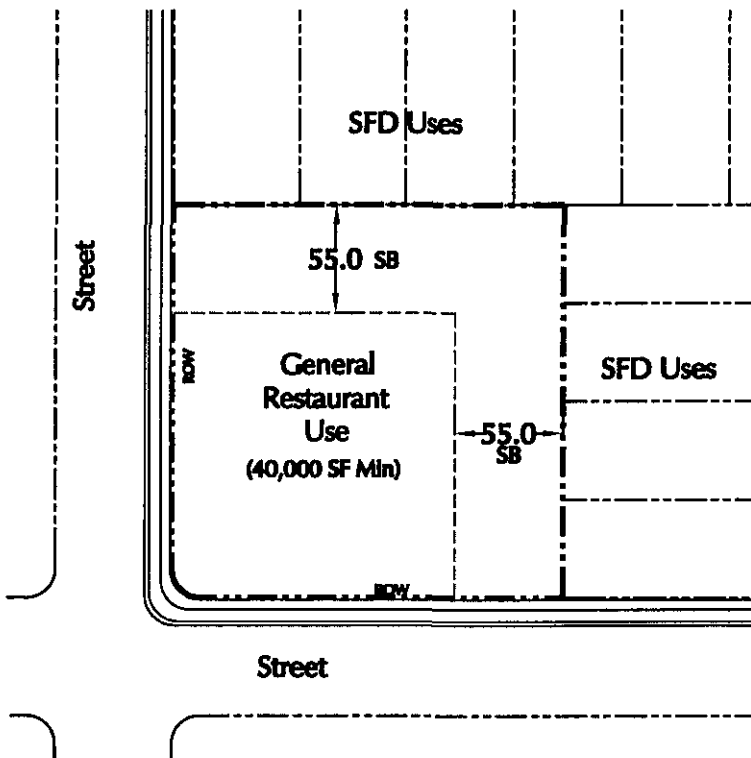 SFD Uses
Street
55.0 SB
ROW
General
Restaurant
Use
(40,000 SF Min)
SFD Uses
55.0
SB
ROW
Street